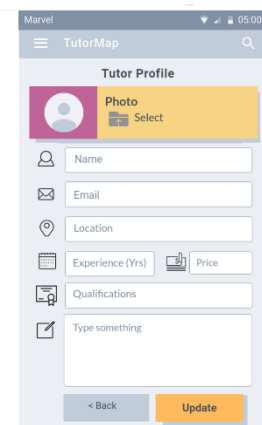 Marvel 05:00
TutorMap
Tutor Profile
Photo
Select
Name
Email
Location
Experience (Yrs) Price
Qualifications
Type something
< Back Update